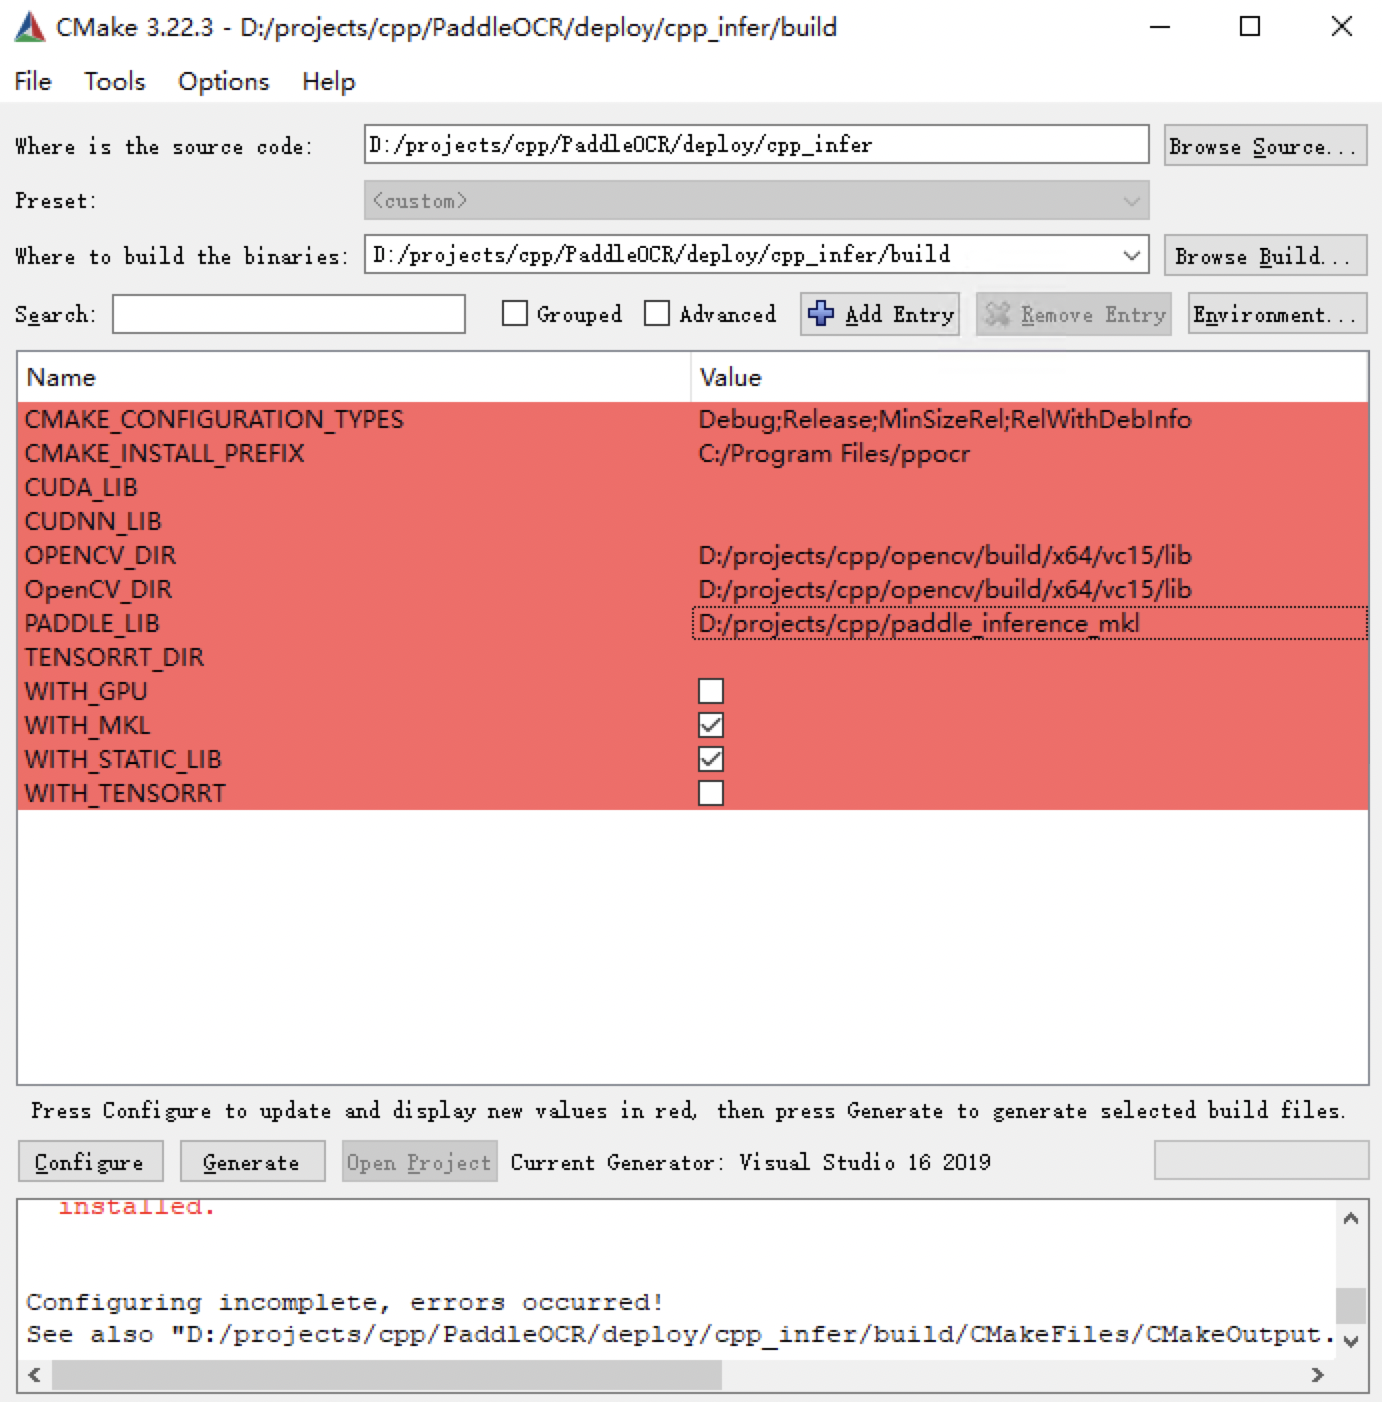 CMake 3.22.3 - D:/projects/cpp/PaddleOCR/deploy/cpp_infer/build
File Tools Options Help
Where is the source code: D:/projects/cpp/PaddleOCR/deploy/cpp_infer Browse Source...
Preset: <custom>
Where to build the binaries: D:/projects/cpp/PaddleOCR/deploy/cpp_infer/build Browse Build...
Search: Grouped Advanced Add Entry Remove Entry Environment...
Name Value
CMAKE_CONFIGURATION_TYPES Debug;Release;MinSizeRel;RelWithDebInfo
CMAKE_INSTALL_PREFIX C:/Program Files/ppocr
CUDA_LIB
CUDNN_LIB
OPENCV_DIR D:/projects/cpp/opencv/build/x64/vc15/lib
OpenCV_DIR D:/projects/cpp/opencv/build/x64/vc15/lib
PADDLE_LIB D:/projects/cpp/paddle_inference_mkl
TENSORRT_DIR
WITH_GPU
WITH_MKL
WITH_STATIC_LIB
WITH_TENSORRT
Press Configure to update and display new values in red, then press Generate to generate selected build files.
Configure Generate Open Project Current Generator: Visual Studio 16 2019
installed.
Configuring incomplete, errors occurred!
See also "D:/projects/cpp/PaddleOCR/deploy/cpp_infer/build/CMakeFiles/CMakeOutput.